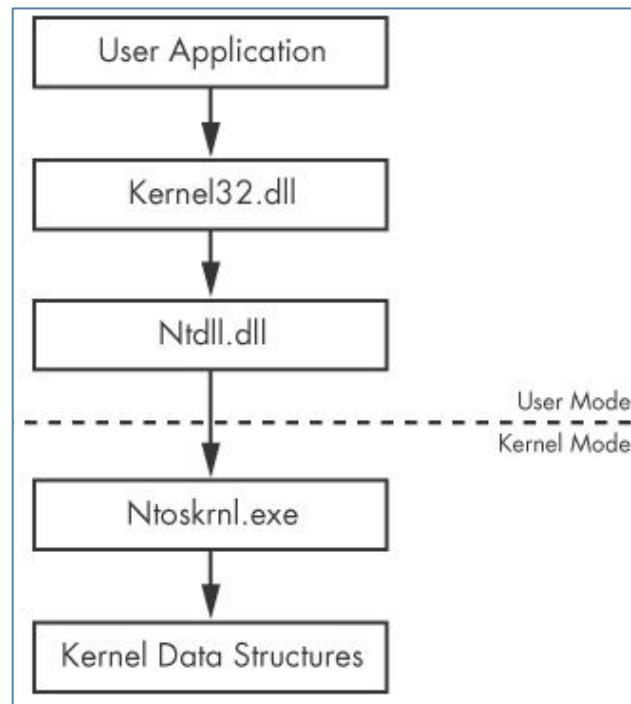 User Application
Kernel32.dll
Ntdll.dll
User Mode
Kernel Mode
Ntoskrnl.exe
Kernel Data Structures